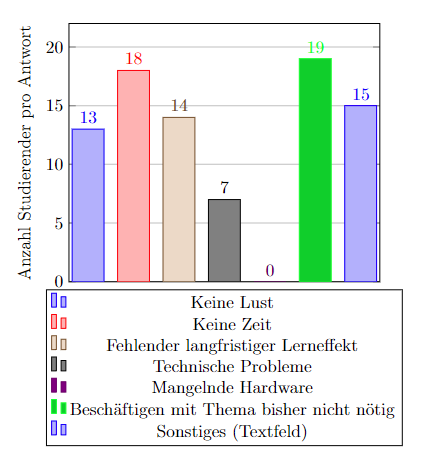 Anzahl Studierender pro Antwort
20
15
10
5
0
13
18
14
7
0
19
15
Keine Lust
Keine Zeit
Fehlender langfristiger Lerneffekt
Technische Probleme
Mangelnde Hardware
Beschäftigen mit Thema bisher nicht nötig
Sonstiges (Textfeld)